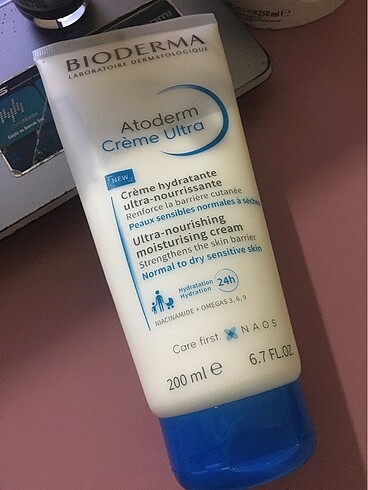 BIODERMA
LABORATOIRE DERMATOLOGIQUE
Atoderm
Crème Ultra
NEW
Crème hydratante
ultra-nourrissante
Renforce la barrière cutanée
Peaux sensibles normales à sèches
Ultra-nourishing
moisturising cream
Strengthens the skin barrier
Normal to dry sensitive skin
Hydratation
Hydration
24h
NIACINAMIDE + OMEGAS 3, 6, 9
Care first.
NAOS
200 ml e
6.7 FL.OZ
250 ml e